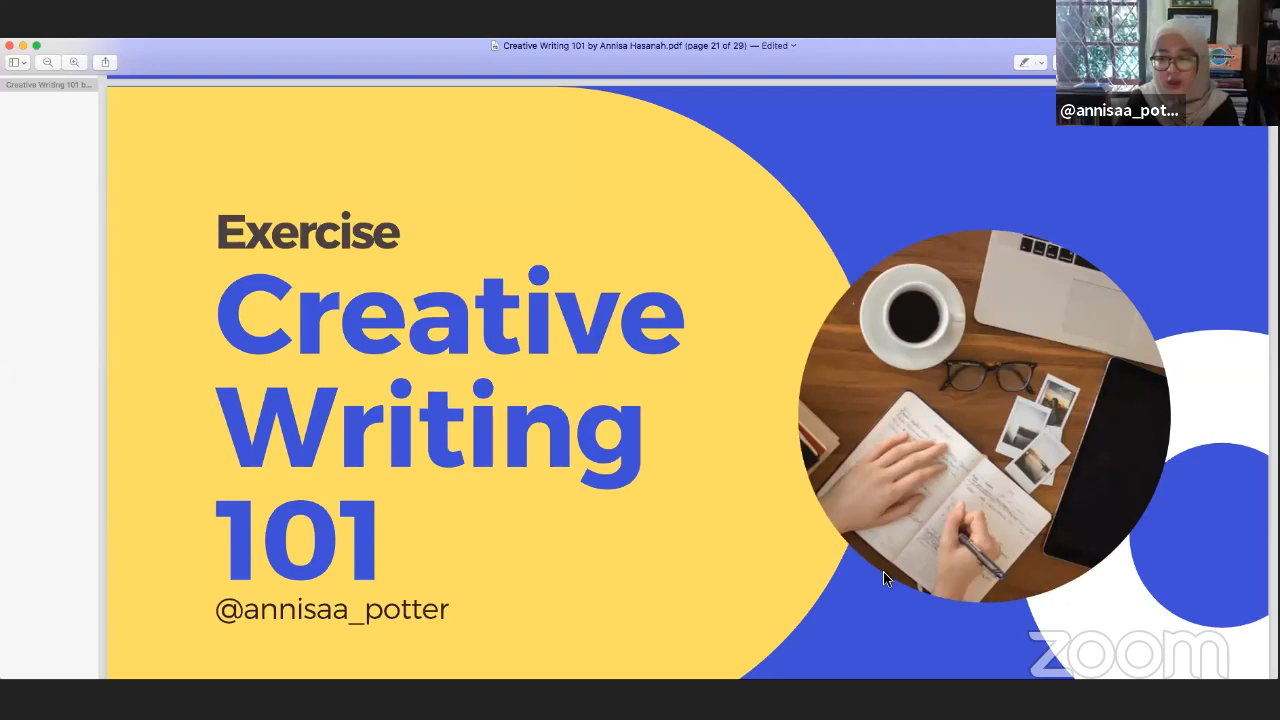 Creative Writing 101 by Annisa Hasanah.pdf (page 21 of 29) — Edited
Creative Writing 101 b...
@annisaa_pot...
Exercise
Creative
Writing
101
@annisaa_potter
zoom